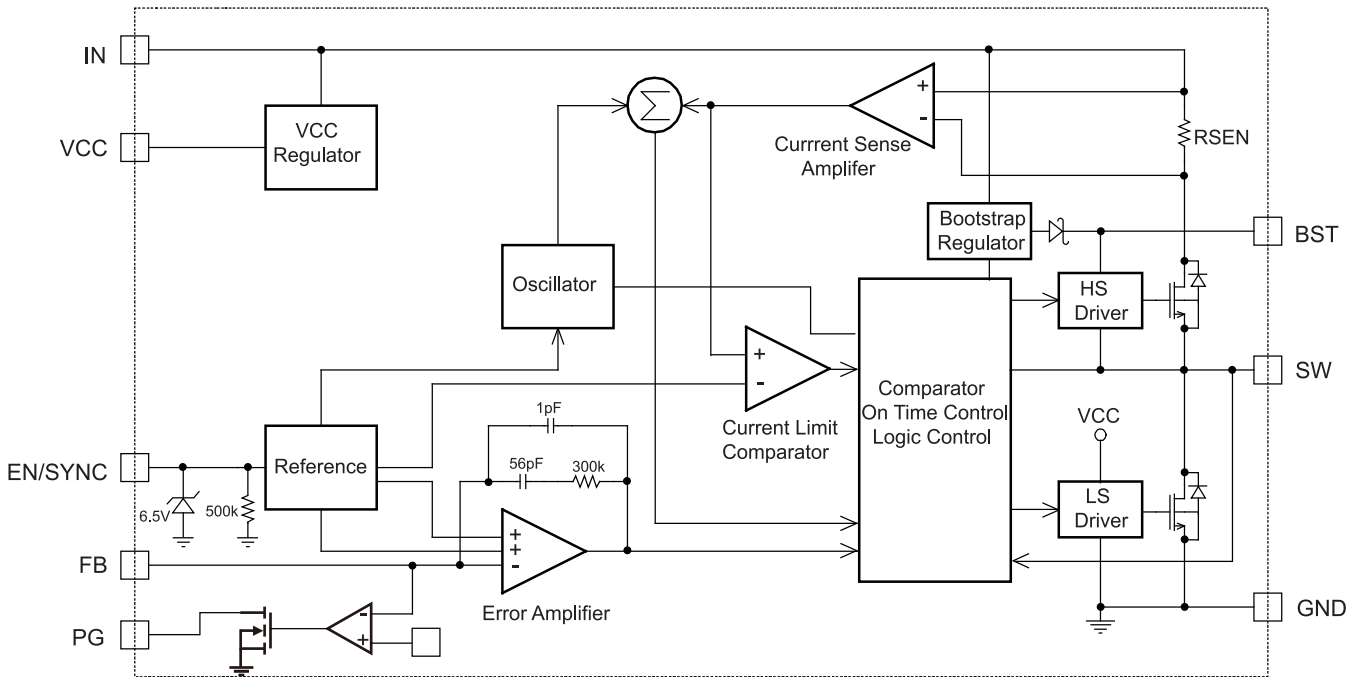 IN
VCC
VCC
Regulator
Σ
+
-
Currrent Sense
Amplifer
RSEN
Bootstrap
Regulator
BST
Oscillator
HS
Driver
+
-
Current Limit
Comparator
Comparator
On Time Control
Logic Control
SW
VCC
1pF
56pF
300k
EN/SYNC
Reference
6.5V
500k
LS
Driver
FB
+
+
-
Error Amplifier
PG
-
+
GND